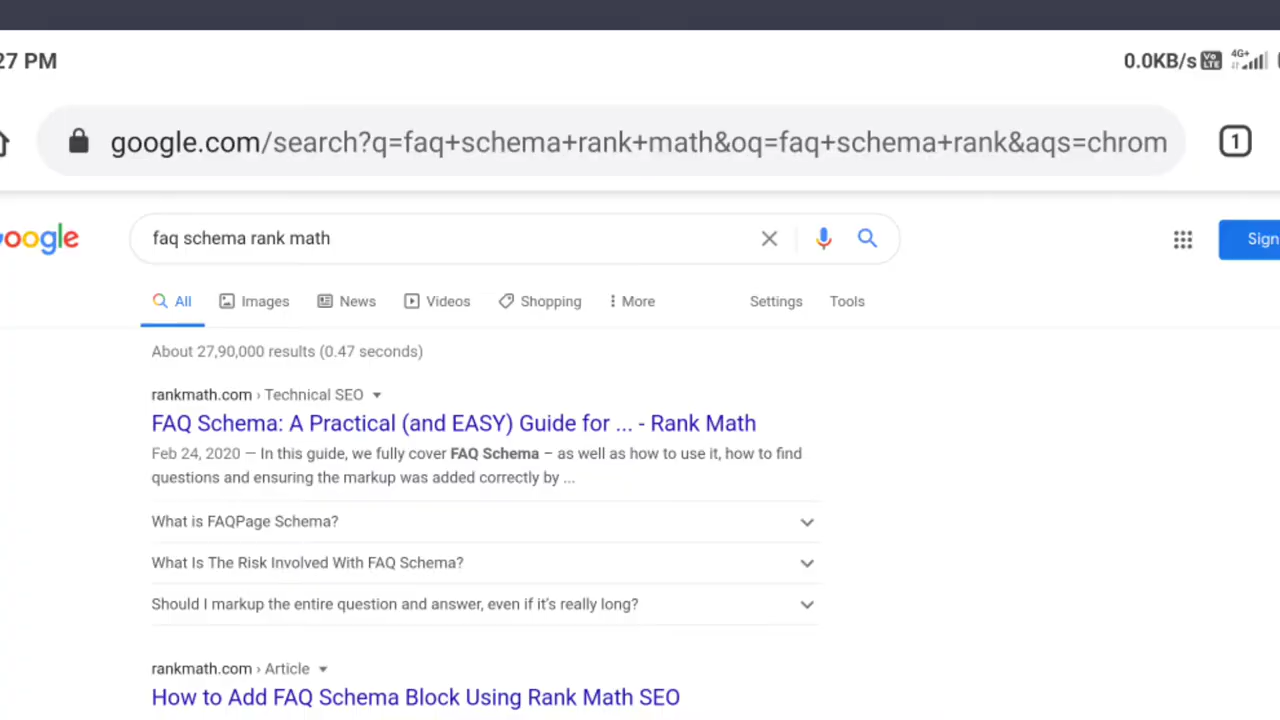 27 PM
0.0KB/s Vo LTE 4G+
google.com/search?q=faq+schema+rank+math&oq=faq+schema+rank&aqs=chrom
1
oogle
faq schema rank math
Sign
All Images News Videos Shopping More Settings Tools
About 27,90,000 results (0.47 seconds)
rankmath.com › Technical SEO
FAQ Schema: A Practical (and EASY) Guide for ... - Rank Math
Feb 24, 2020 — In this guide, we fully cover FAQ Schema – as well as how to use it, how to find
questions and ensuring the markup was added correctly by ...
What is FAQPage Schema?
What Is The Risk Involved With FAQ Schema?
Should I markup the entire question and answer, even if it's really long?
rankmath.com › Article
How to Add FAQ Schema Block Using Rank Math SEO